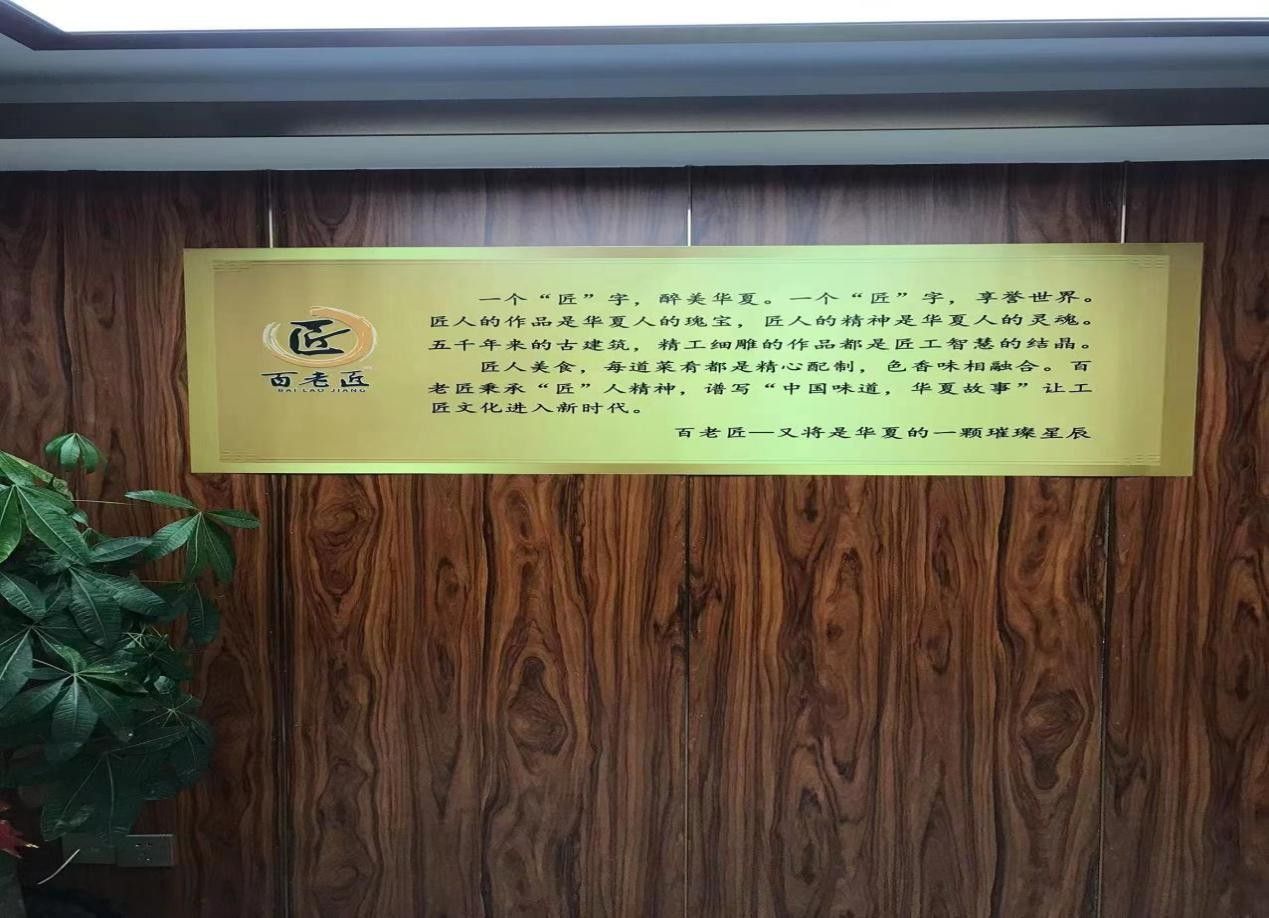 匠
百老匠
BAI LAO JIANG
一个“匠”字，醉美华夏。一个“匠”字，享誉世界。
匠人的作品是华夏人的瑰宝，匠人的精神是华夏人的灵魂。
五千年来的古建筑，精工细雕的作品都是匠工智慧的结晶。
匠人美食，每道菜肴都是精心配制，色香味相融合。百
老匠秉承“匠”人精神，谱写“中国味道，华夏故事”让工
匠文化进入新时代。
百老匠—又将是华夏的一颗璀璨星辰